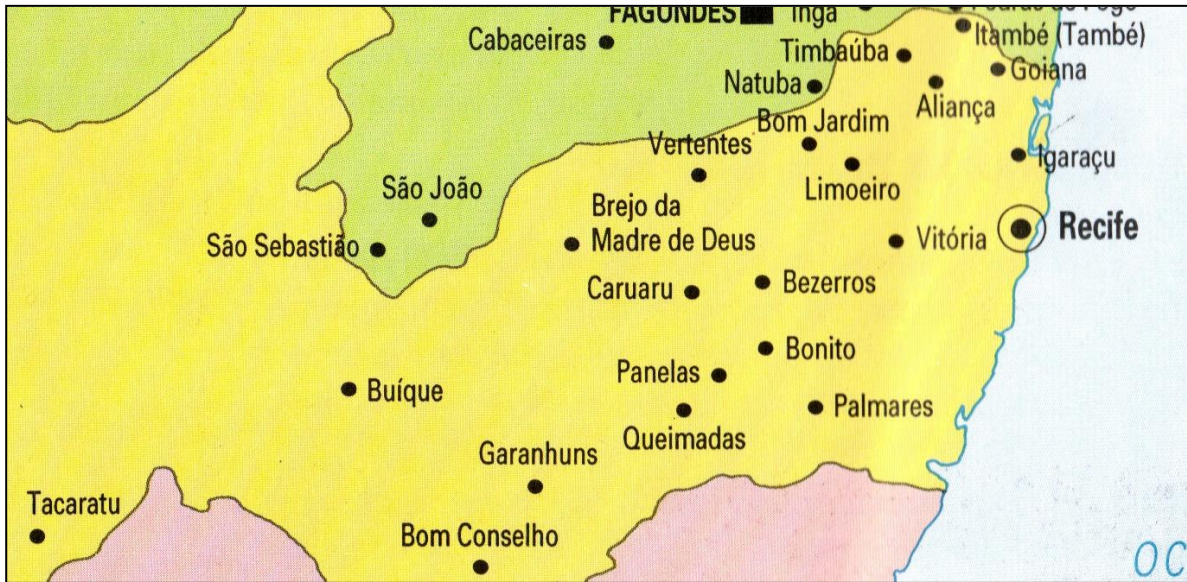 FAGONDES
Ingá
Itambé (També)
Cabaceiras
Timbaúba
Goiana
Natuba
Aliança
Bom Jardim
Vertentes
Igaraçu
Limoeiro
São João
Brejo da
Madre de Deus
São Sebastião
Vitória
Recife
Caruaru
Bezerros
Bonito
Panelas
Buíque
Palmares
Queimadas
Garanhuns
Tacaratu
Bom Conselho
OC